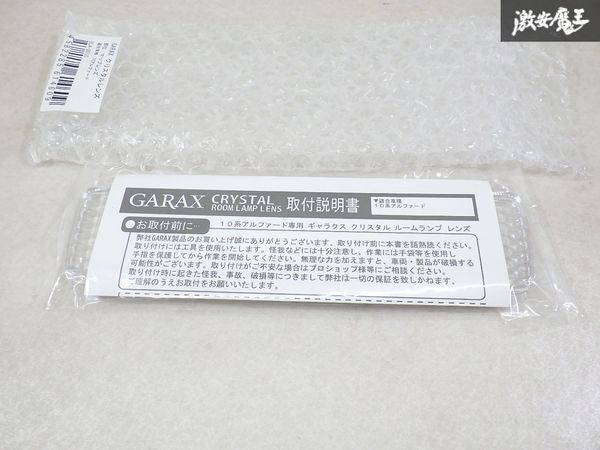 激安魔王
GARAX クリスタルレンズ
4582285614609
GARAX CRYSTAL
ROOM LAMP LENS 取付説明書
▼適合車種
10系アルファード
●お取付前に…
10系アルファード専用 ギャラクス クリスタル ルームランプ レンズ
弊社GARAX製品のお買い上げ誠にありがとうございます、取り付け前に本書を請熟読ください。
取り付けには工具を使用いたします。怪我などには十分注意し、作業には手袋等を使用し
手指を保護してから作業を開始してください。無理な力を加えますと、車両・製品が破損する
可能性がございます。取り付けがご不安な場合はプロショップ様等にご相談ください。
取り付け時に起きた怪我、事故、破損等につきまして弊社は一切の保証を致しかねます、
ご理解のうえお取付をお願いいたします。